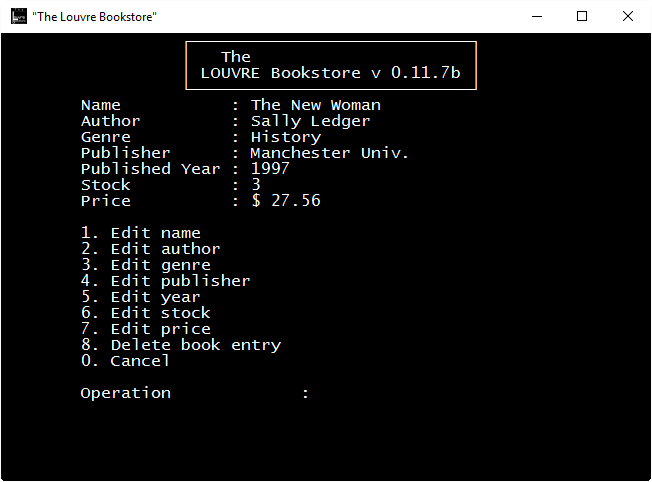 "The Louvre Bookstore"
The
LOUVRE Bookstore v 0.11.7b
Name : The New Woman
Author : Sally Ledger
Genre : History
Publisher : Manchester Univ.
Published Year : 1997
Stock : 3
Price : $ 27.56
1. Edit name
2. Edit author
3. Edit genre
4. Edit publisher
5. Edit year
6. Edit stock
7. Edit price
8. Delete book entry
0. Cancel
Operation :